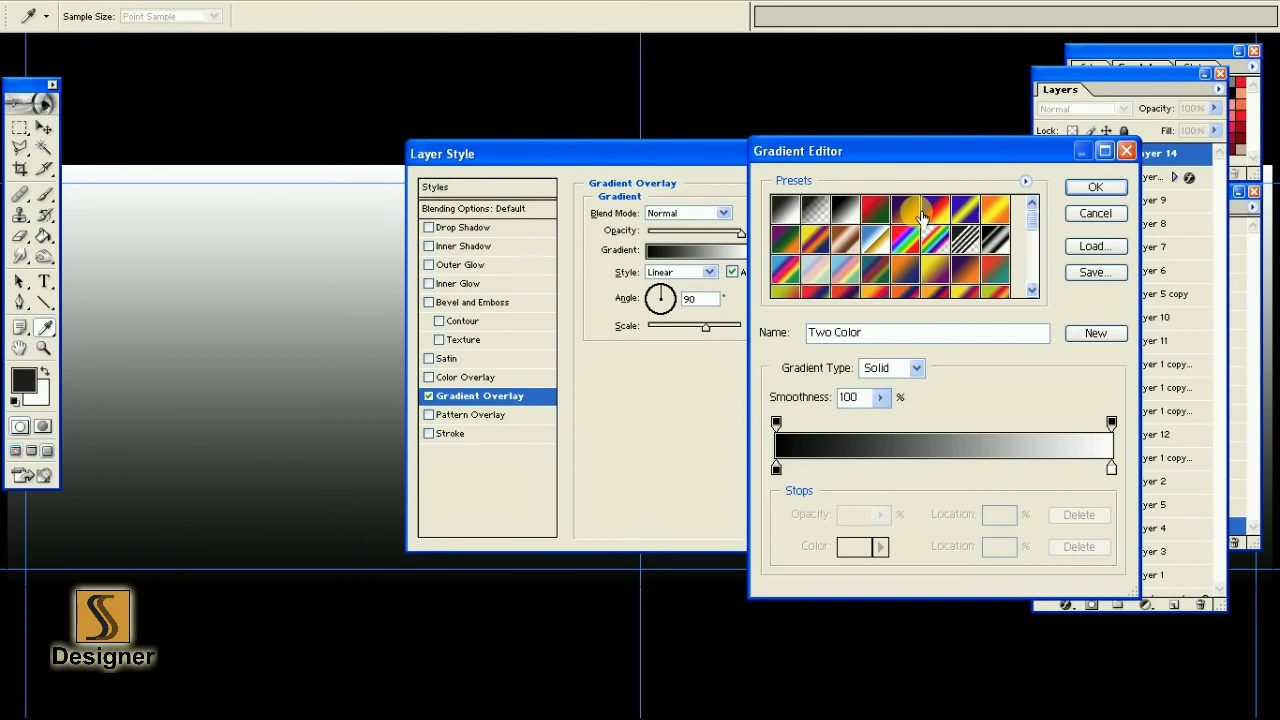 Sample Size: Point Sample
Layers
Normal
Opacity: 100%
Lock:
Fill: 100%
yer 14
yer...
yer 9
yer 8
yer 7
yer 6
yer 5 copy
yer 10
yer 11
yer 1 copy...
yer 1 copy...
yer 1 copy...
yer 12
yer 1 copy...
yer 2
yer 5
yer 4
yer 3
yer 1
Layer Style
Styles
Blending Options: Default
Drop Shadow
Inner Shadow
Outer Glow
Inner Glow
Bevel and Emboss
Contour
Texture
Satin
Color Overlay
Gradient Overlay
Pattern Overlay
Stroke
Gradient Overlay
Gradient
Blend Mode: Normal
Opacity:
Gradient:
Style: Linear
A
Angle: 90 °
Scale:
Gradient Editor
Presets
OK
Cancel
Load...
Save...
Name: Two Color
New
Gradient Type: Solid
Smoothness: 100 %
Stops
Opacity: % Location: % Delete
Color: Location: % Delete
S
Designer